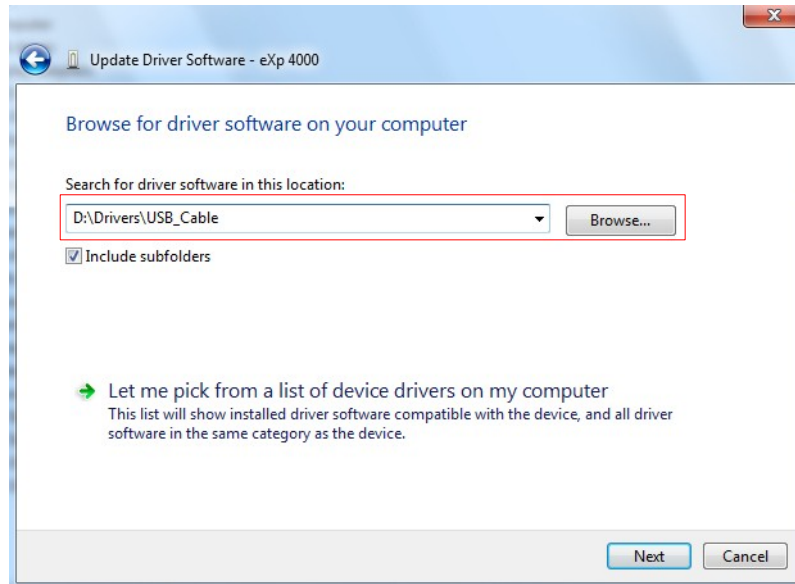 Update Driver Software - eXp 4000
Browse for driver software on your computer
Search for driver software in this location:
D:\Drivers\USB_Cable
Browse...
Include subfolders
Let me pick from a list of device drivers on my computer
This list will show installed driver software compatible with the device, and all driver
software in the same category as the device.
Next
Cancel